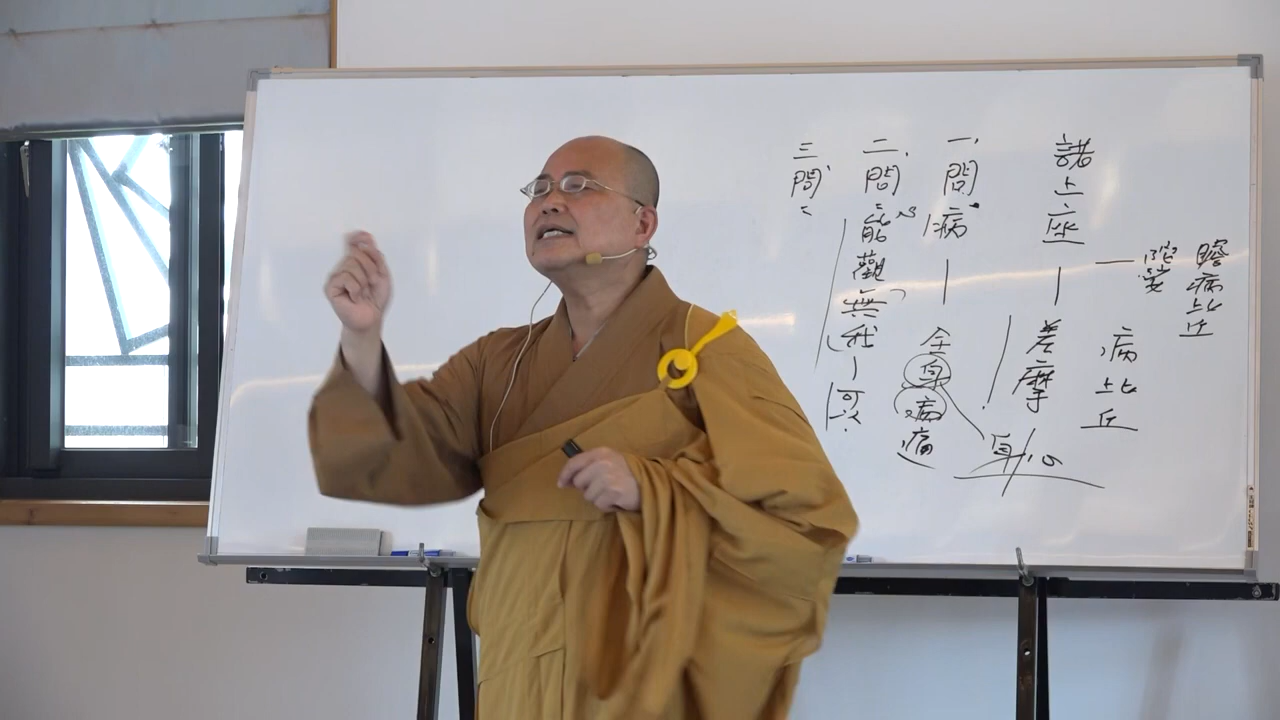 瞻病比丘
諸上座
病比丘
差摩
一、問病
全身病痛
身心
二、問能觀無我
三、問